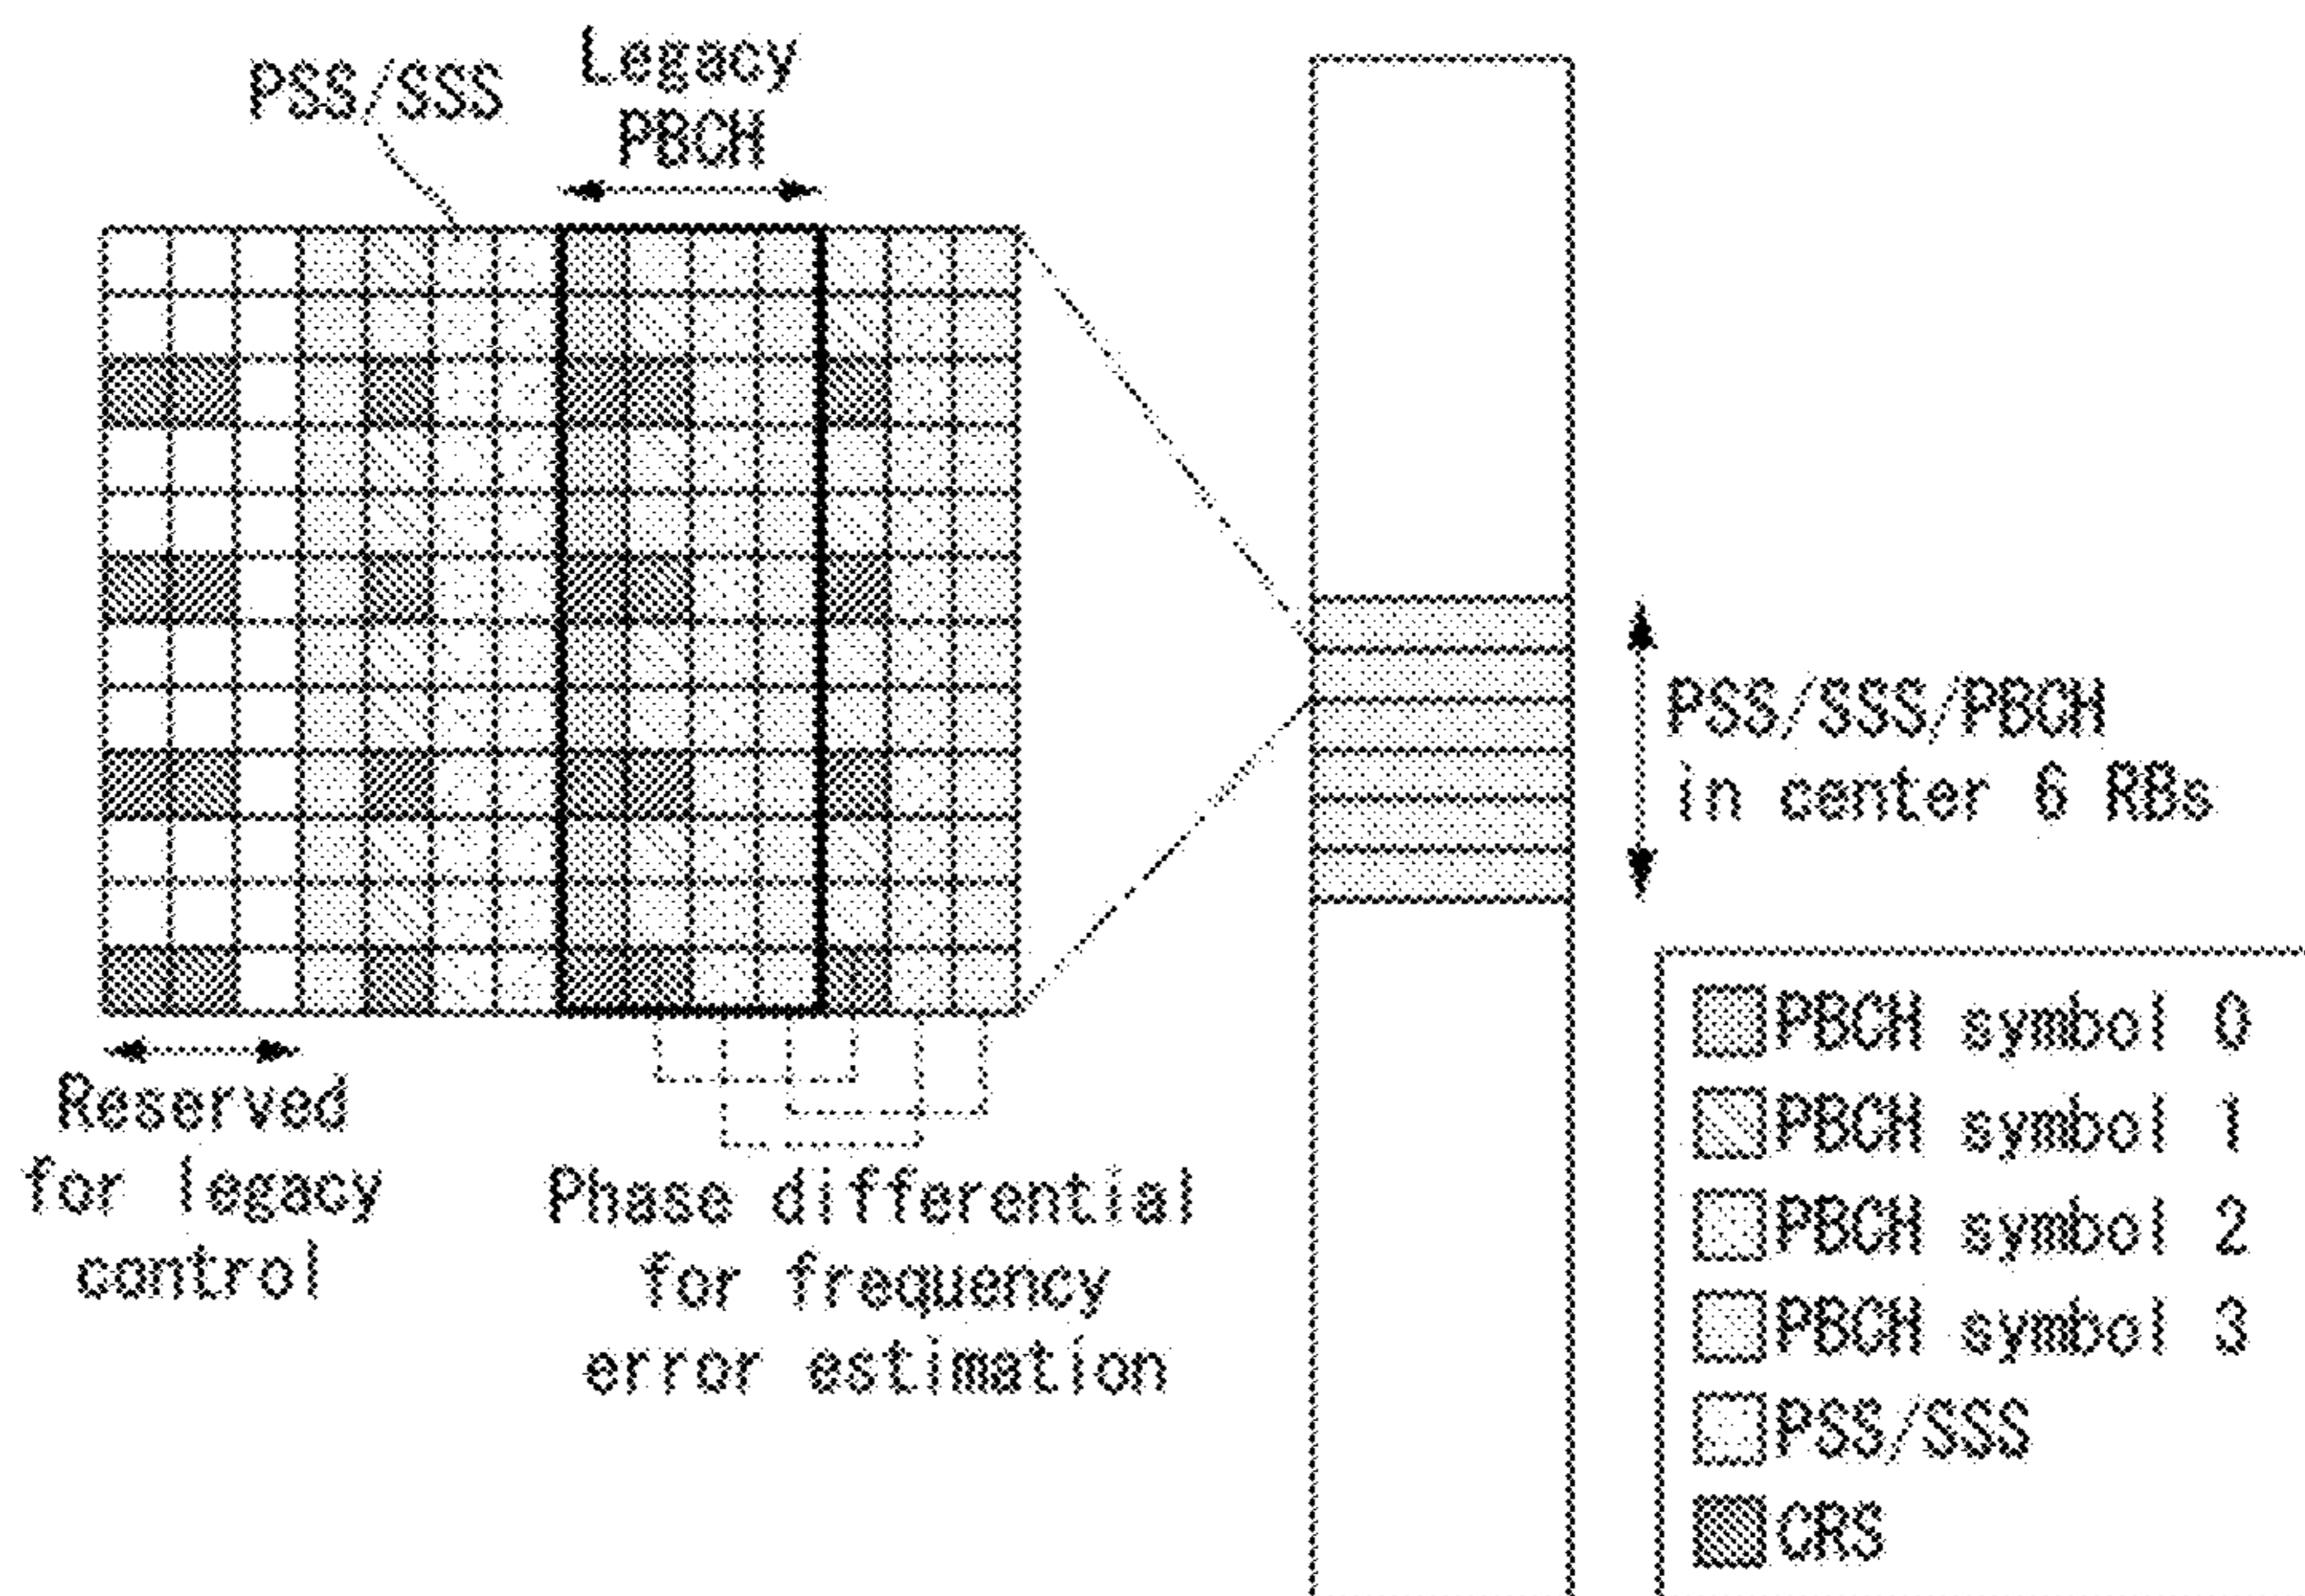 PSS/SSS
Legacy
PBCH
PSS/SSS/PBCH
in center 6 RBs
Reserved
for legacy
control
Phase differential
for frequency
error estimation
PBCH symbol 0
PBCH symbol 1
PBCH symbol 2
PBCH symbol 3
PSS/SSS
CRS